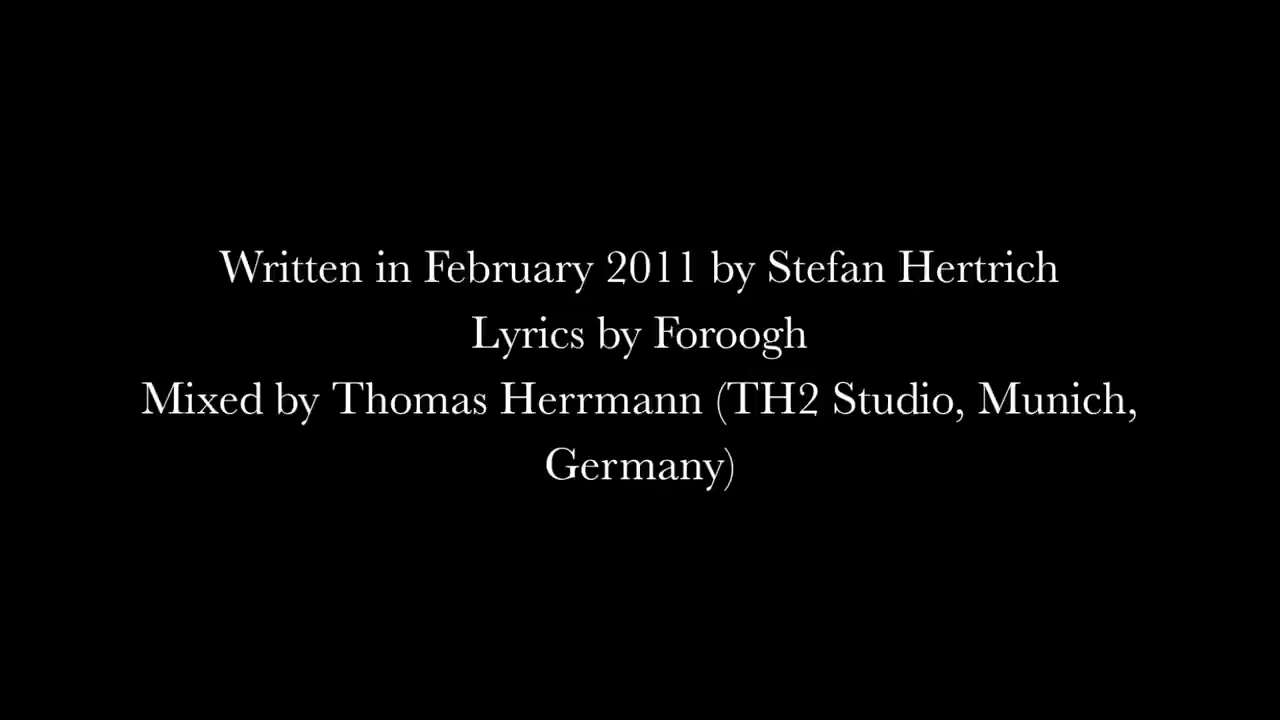 Written in February 2011 by Stefan Hertrich
Lyrics by Foroogh
Mixed by Thomas Herrmann (TH2 Studio, Munich,
Germany)